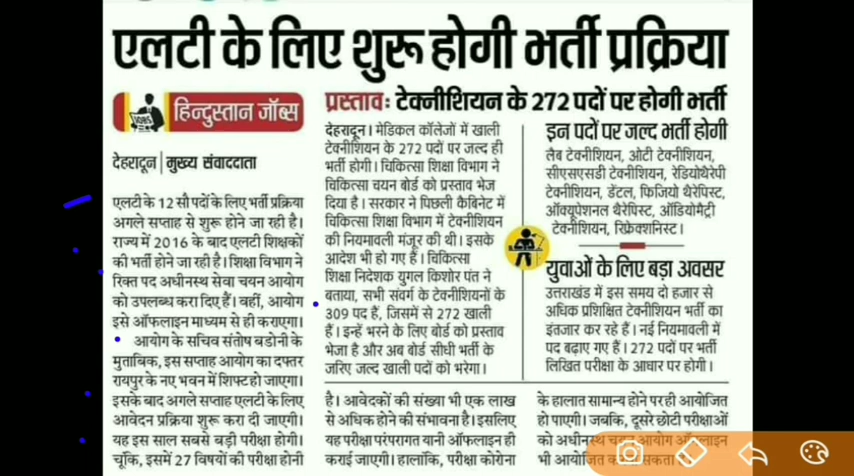 एलटी के लिए शुरू होगी भर्ती प्रक्रिया
JOBS
हिन्दुस्तान जॉब्स
देहरादून | मुख्य संवाददाता
एलटी के 12 सौ पदों के लिए भर्ती प्रक्रिया
अगले सप्ताह से शुरू होने जा रही है।
राज्य में 2016 के बाद एलटी शिक्षकों
की भर्ती होने जा रही है। शिक्षा विभाग ने
रिक्त पद अधीनस्थ सेवा चयन आयोग
को उपलब्ध करा दिए हैं। वहीं, आयोग
इसे ऑफलाइन माध्यम से ही कराएगा।
आयोग के सचिव संतोष बडोनी के
मुताबिक, इस सप्ताह आयोग का दफ्तर
रायपुर के नए भवन में शिफ्ट हो जाएगा।
इसके बाद अगले सप्ताह एलटी के लिए
आवेदन प्रक्रिया शुरू करा दी जाएगी।
यह इस साल सबसे बड़ी परीक्षा होगी।
चूंकि, इसमें 27 विषयों की परीक्षा होनी
प्रस्तावः टेक्नीशियन के 272 पदों पर होगी भर्ती
देहरादून। मेडिकल कॉलेजों में खाली
टेक्नीशियन के 272 पदों पर जल्द ही
भर्ती होगी। चिकित्सा शिक्षा विभाग ने
चिकित्सा चयन बोर्ड को प्रस्ताव भेज
दिया है। सरकार ने पिछली कैबिनेट में
चिकित्सा शिक्षा विभाग में टेक्नीशियन
की नियमावली मंजूर की थी। इसके
आदेश भी हो गए हैं। चिकित्सा
शिक्षा निदेशक युगल किशोर पंत ने
बताया, सभी संवर्ग के टेक्नीशियनों के
309 पद हैं, जिसमें से 272 खाली
हैं। इन्हें भरने के लिए बोर्ड को प्रस्ताव
भेजा है और अब बोर्ड सीधी भर्ती के
जरिए जल्द खाली पदों को भरेगा।
इन पदों पर जल्द भर्ती होगी
लैब टेक्नीशियन, ओटी टेक्नीशियन,
सीएसएसडी टेक्नीशियन, रेडियोथैरेपी
टेक्नीशियन, डेंटल, फिजियो थैरेपिस्ट,
ऑक्यूपेशनल थैरेपिस्ट, ऑडियोमैट्री
टेक्नीशियन, रिफ्रेक्शनिस्ट।
युवाओं के लिए बड़ा अवसर
उत्तराखंड में इस समय दो हजार से
अधिक प्रशिक्षित टेक्नीशियन भर्ती का
इंतजार कर रहे हैं। नई नियमावली में
पद बढ़ाए गए हैं। 272 पदों पर भर्ती
लिखित परीक्षा के आधार पर होगी।
है। आवेदकों की संख्या भी एक लाख
से अधिक होने की संभावना है। इसलिए
यह परीक्षा परंपरागत यानी ऑफलाइन ही
कराई जाएगी। हालांकि, परीक्षा कोरोना
के हालात सामान्य होने पर ही आयोजित
हो पाएगी। जबकि, दूसरे छोटी परीक्षाओं
को अधीनस्थ चयन आयोग ऑनलाइन
भी आयोजित सकता